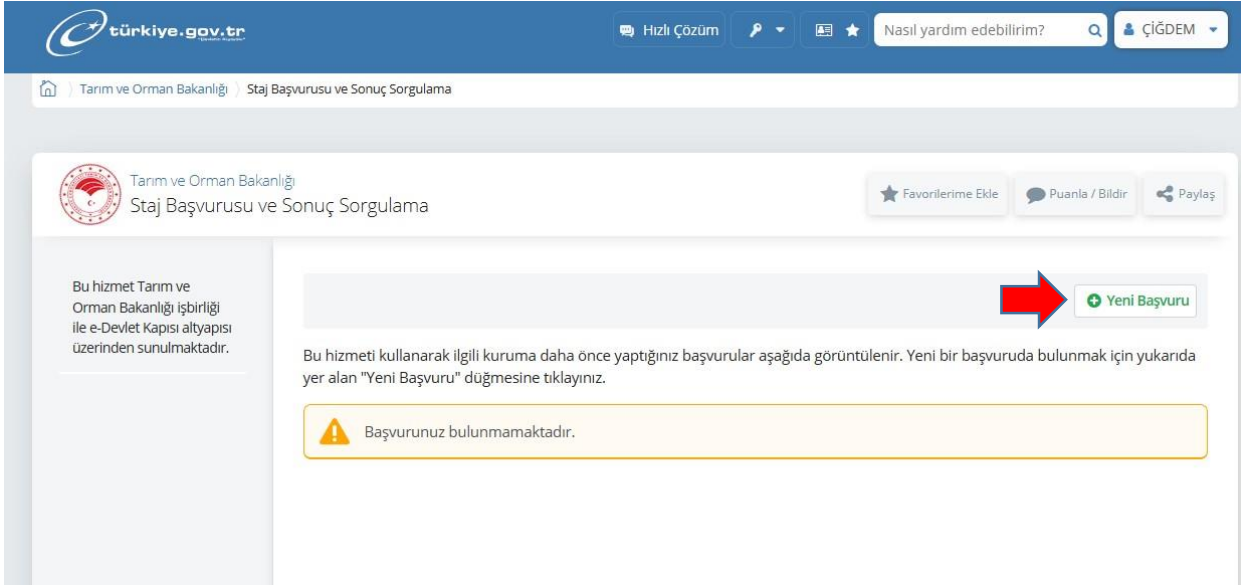 türkiye.gov.tr
Hızlı Çözüm
Nasıl yardım edebilirim?
ÇİĞDEM
Tarım ve Orman Bakanlığı
Staj Başvurusu ve Sonuç Sorgulama
Tarım ve Orman Bakanlığı
Staj Başvurusu ve Sonuç Sorgulama
Favorilerime Ekle
Puanla / Bildir
Paylaş
Bu hizmet Tarım ve
Orman Bakanlığı işbirliği
ile e-Devlet Kapısı altyapısı
üzerinden sunulmaktadır.
Yeni Başvuru
Bu hizmeti kullanarak ilgili kuruma daha önce yaptığınız başvurular aşağıda görüntülenir. Yeni bir başvuruda bulunmak için yukarıda
yer alan "Yeni Başvuru" düğmesine tıklayınız.
Başvurunuz bulunmamaktadır.